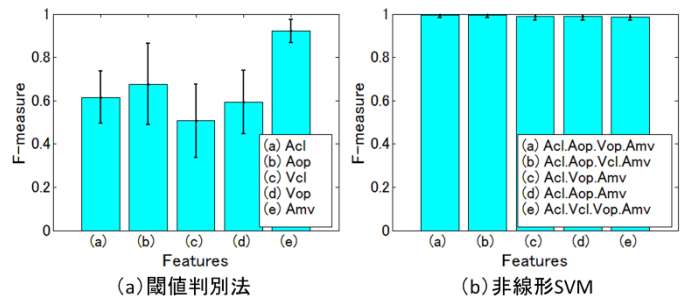 1
0.8
0.6
0.4
0.2
0
F-measure
(a) Acl
(b) Aop
(c) Vcl
(d) Vop
(e) Amv
(a) (b) (c) (d) (e)
Features
(a)閾値判別法
1
0.8
0.6
0.4
0.2
0
F-measure
(a) Acl.Aop.Vop.Amv
(b) Acl.Aop.Vcl.Amv
(c) Acl.Vop.Amv
(d) Acl.Aop.Amv
(e) Acl.Vcl.Vop.Amv
(a) (b) (c) (d) (e)
Features
(b)非線形SVM